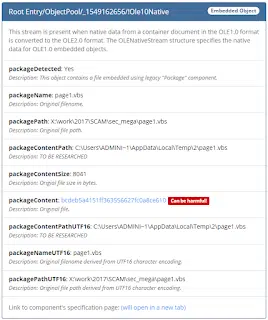 Root Entry/ObjectPool/_1549162656/Ole10Native
Embedded Object
This stream is present when native data from a container document in the OLE1.0 format
is converted to the OLE2.0 format. The OLENativeStream structure specifies the native
data for OLE1.0 embedded objects.
packageDetected: Yes
Description: This object contains a file embedded using legacy "Package" component.
packageName: page1.vbs
Description: Original filename.
packagePath: X:\work\2017\SCAM\sec_mega\page1.vbs
Description: Original file path.
packageContentPath: C:\Users\ADMINI~1\AppData\Local\Temp\2\page1.vbs
Description: TO BE RESEARCHED
packageContentSize: 8041
Description: Orignal file size in bytes.
packageContent: bcdeb5a4151ff363556627fc0a8ce610 Can be harmful!
Description: Original file.
packageContentPathUTF16: C:\Users\ADMINI~1\AppData\Local\Temp\2\page1.vbs
Description: TO BE RESEARCHED
packageNameUTF16: page1.vbs
Description: Original filename derived from UTF16 character encoding.
packagePathUTF16: X:\work\2017\SCAM\sec_mega\page1.vbs
Description: Original file path derived from UTF16 character encoding.
Link to component's specification page: (will open in a new tab)